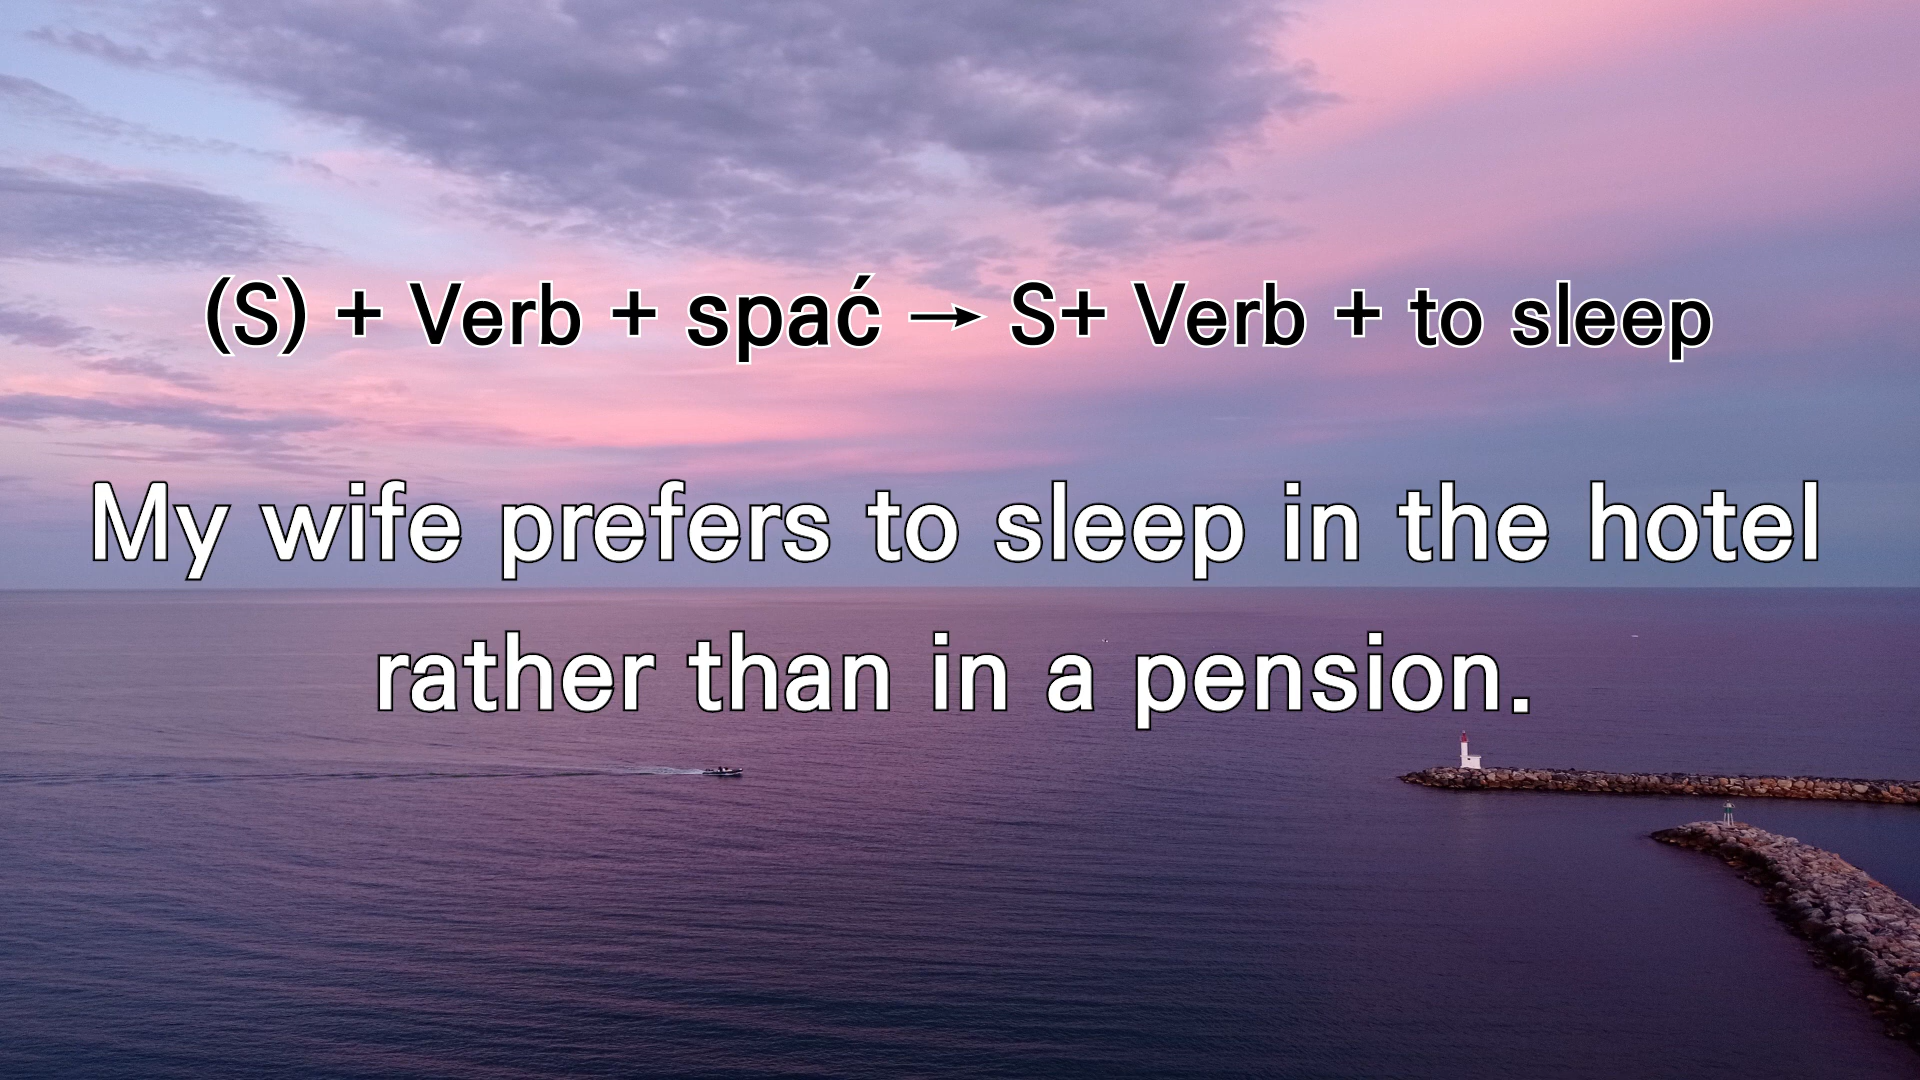 (S) + Verb + spać → S+ Verb + to sleep
My wife prefers to sleep in the hotel
rather than in a pension.